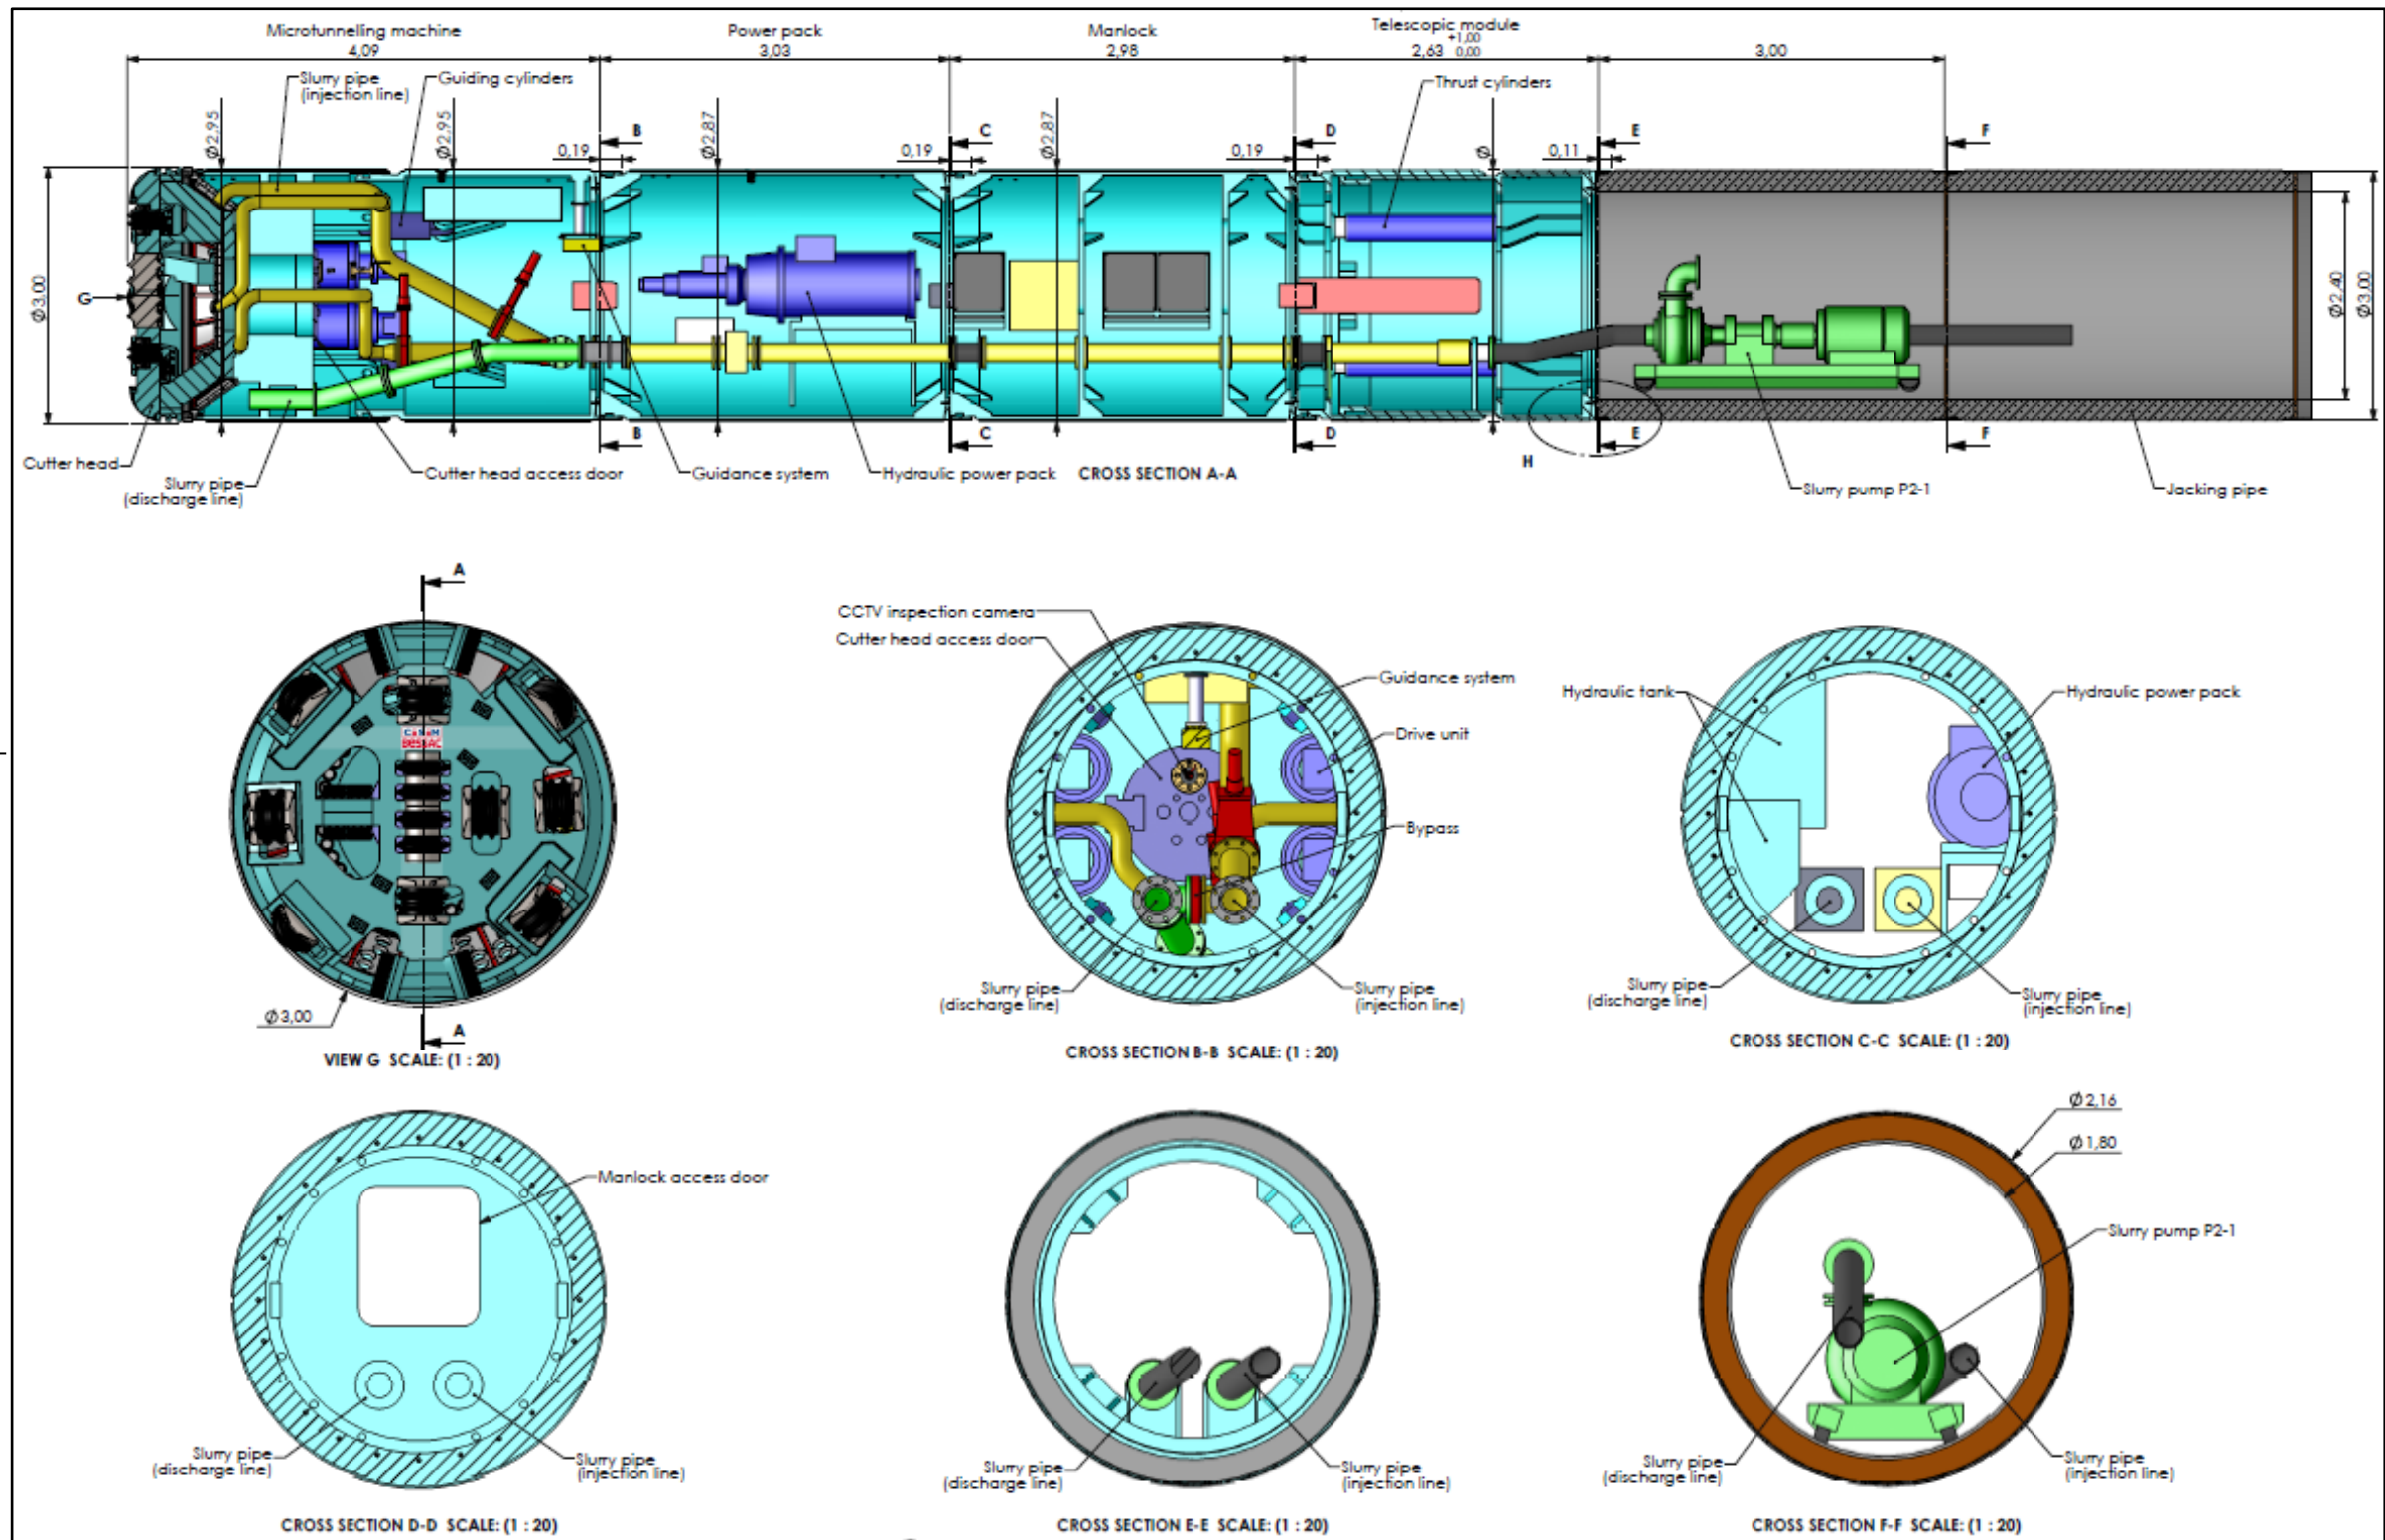 Microtunnelling machine
4,09
Power pack
3,03
Manlock
2,98
Telescopic module
2,63 +1,00 0,00
3,00
Slurry pipe
(injection line)
Guiding cylinders
Thrust cylinders
Ø2,95
Ø2,95
0,19
B
Ø2,87
0,19
C
Ø2,87
0,19
D
Ø
0,11
E
F
Ø3,00
G
Ø2,40
Ø3,00
B
C
D
E
F
H
Cutter head
Slurry pipe
(discharge line)
Cutter head access door
Guidance system
Hydraulic power pack
CROSS SECTION A-A
Slurry pump P2-1
Jacking pipe
A
BESSAC
Ø3,00
A
VIEW G SCALE: (1 : 20)
CCTV inspection camera
Cutter head access door
Guidance system
Drive unit
Bypass
Slurry pipe
(discharge line)
Slurry pipe
(injection line)
CROSS SECTION B-B SCALE: (1 : 20)
Hydraulic tank
Hydraulic power pack
Slurry pipe
(discharge line)
Slurry pipe
(injection line)
CROSS SECTION C-C SCALE: (1 : 20)
Manlock access door
Slurry pipe
(discharge line)
Slurry pipe
(injection line)
CROSS SECTION D-D SCALE: (1 : 20)
Slurry pipe
(discharge line)
Slurry pipe
(injection line)
CROSS SECTION E-E SCALE: (1 : 20)
Ø2,16
Ø1,80
Slurry pump P2-1
Slurry pipe
(discharge line)
Slurry pipe
(injection line)
CROSS SECTION F-F SCALE: (1 : 20)